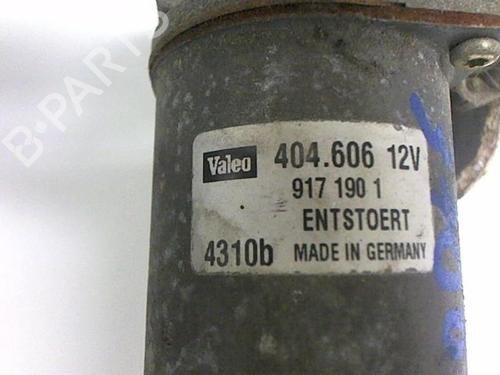 B-PARTS
Valeo 404.606 12V
917 190 1
ENTSTOERT
4310b MADE IN GERMANY